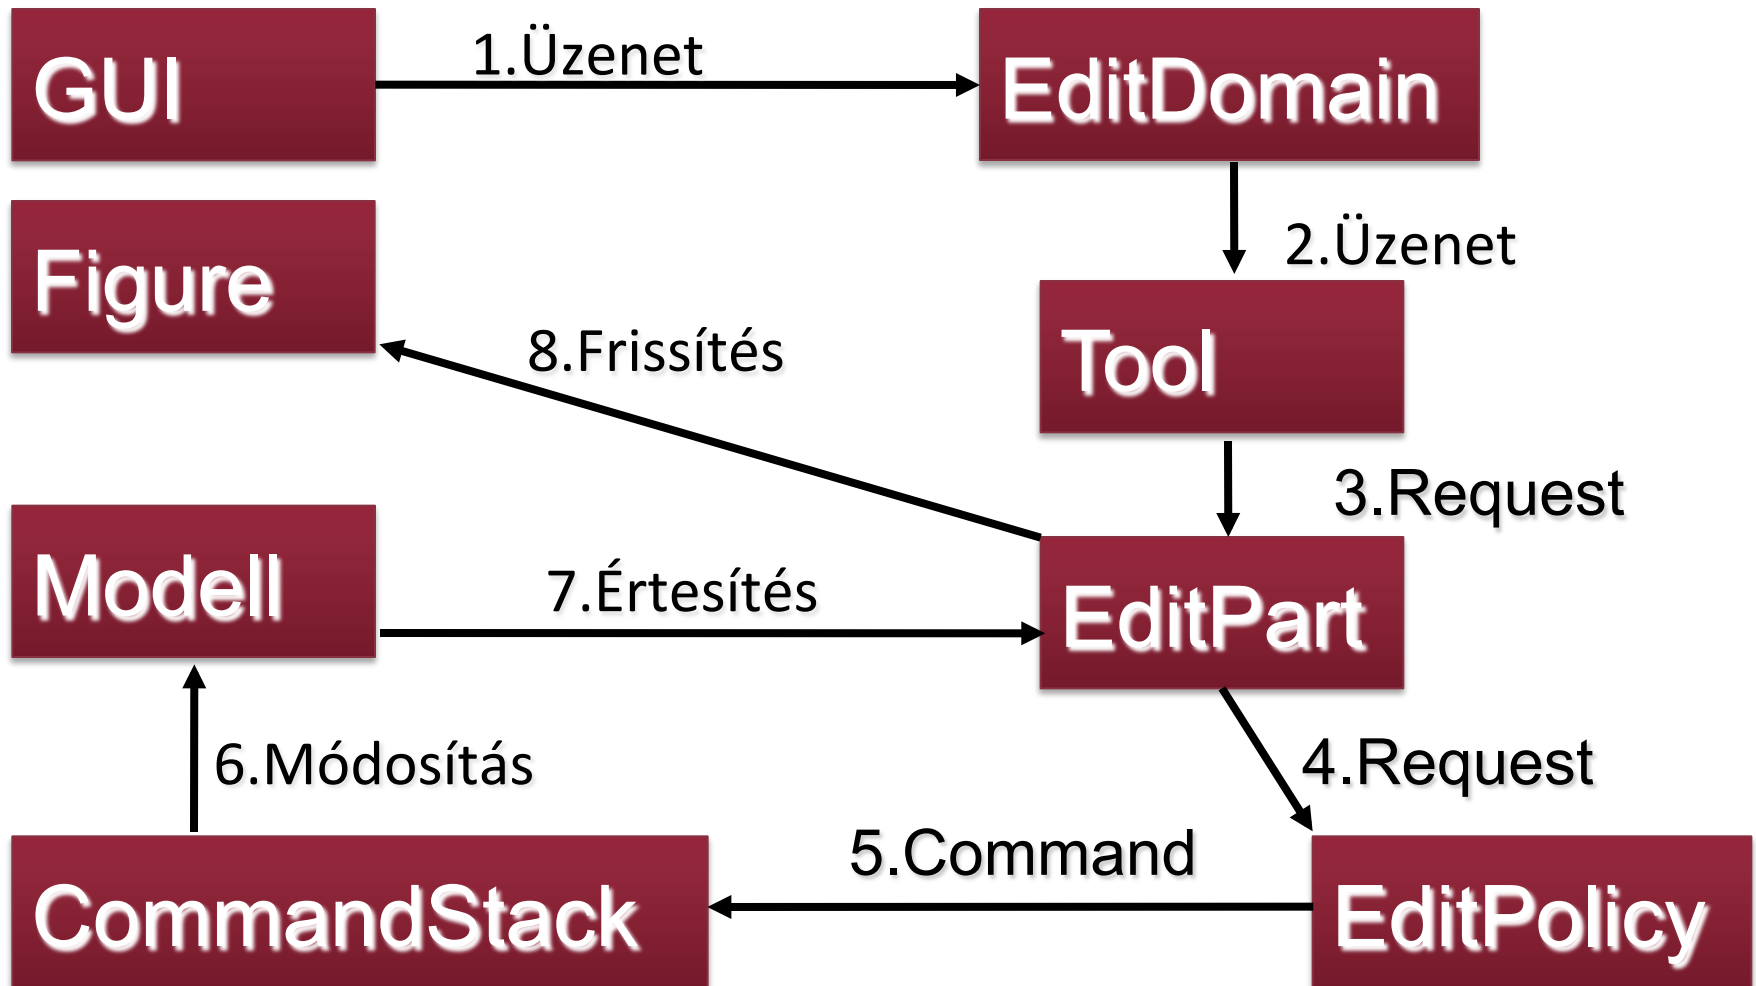 GUI
1.Üzenet
EditDomain
2.Üzenet
Figure
8.Frissítés
Tool
3.Request
Modell
7.Értesítés
EditPart
6.Módosítás
4.Request
5.Command
CommandStack
EditPolicy